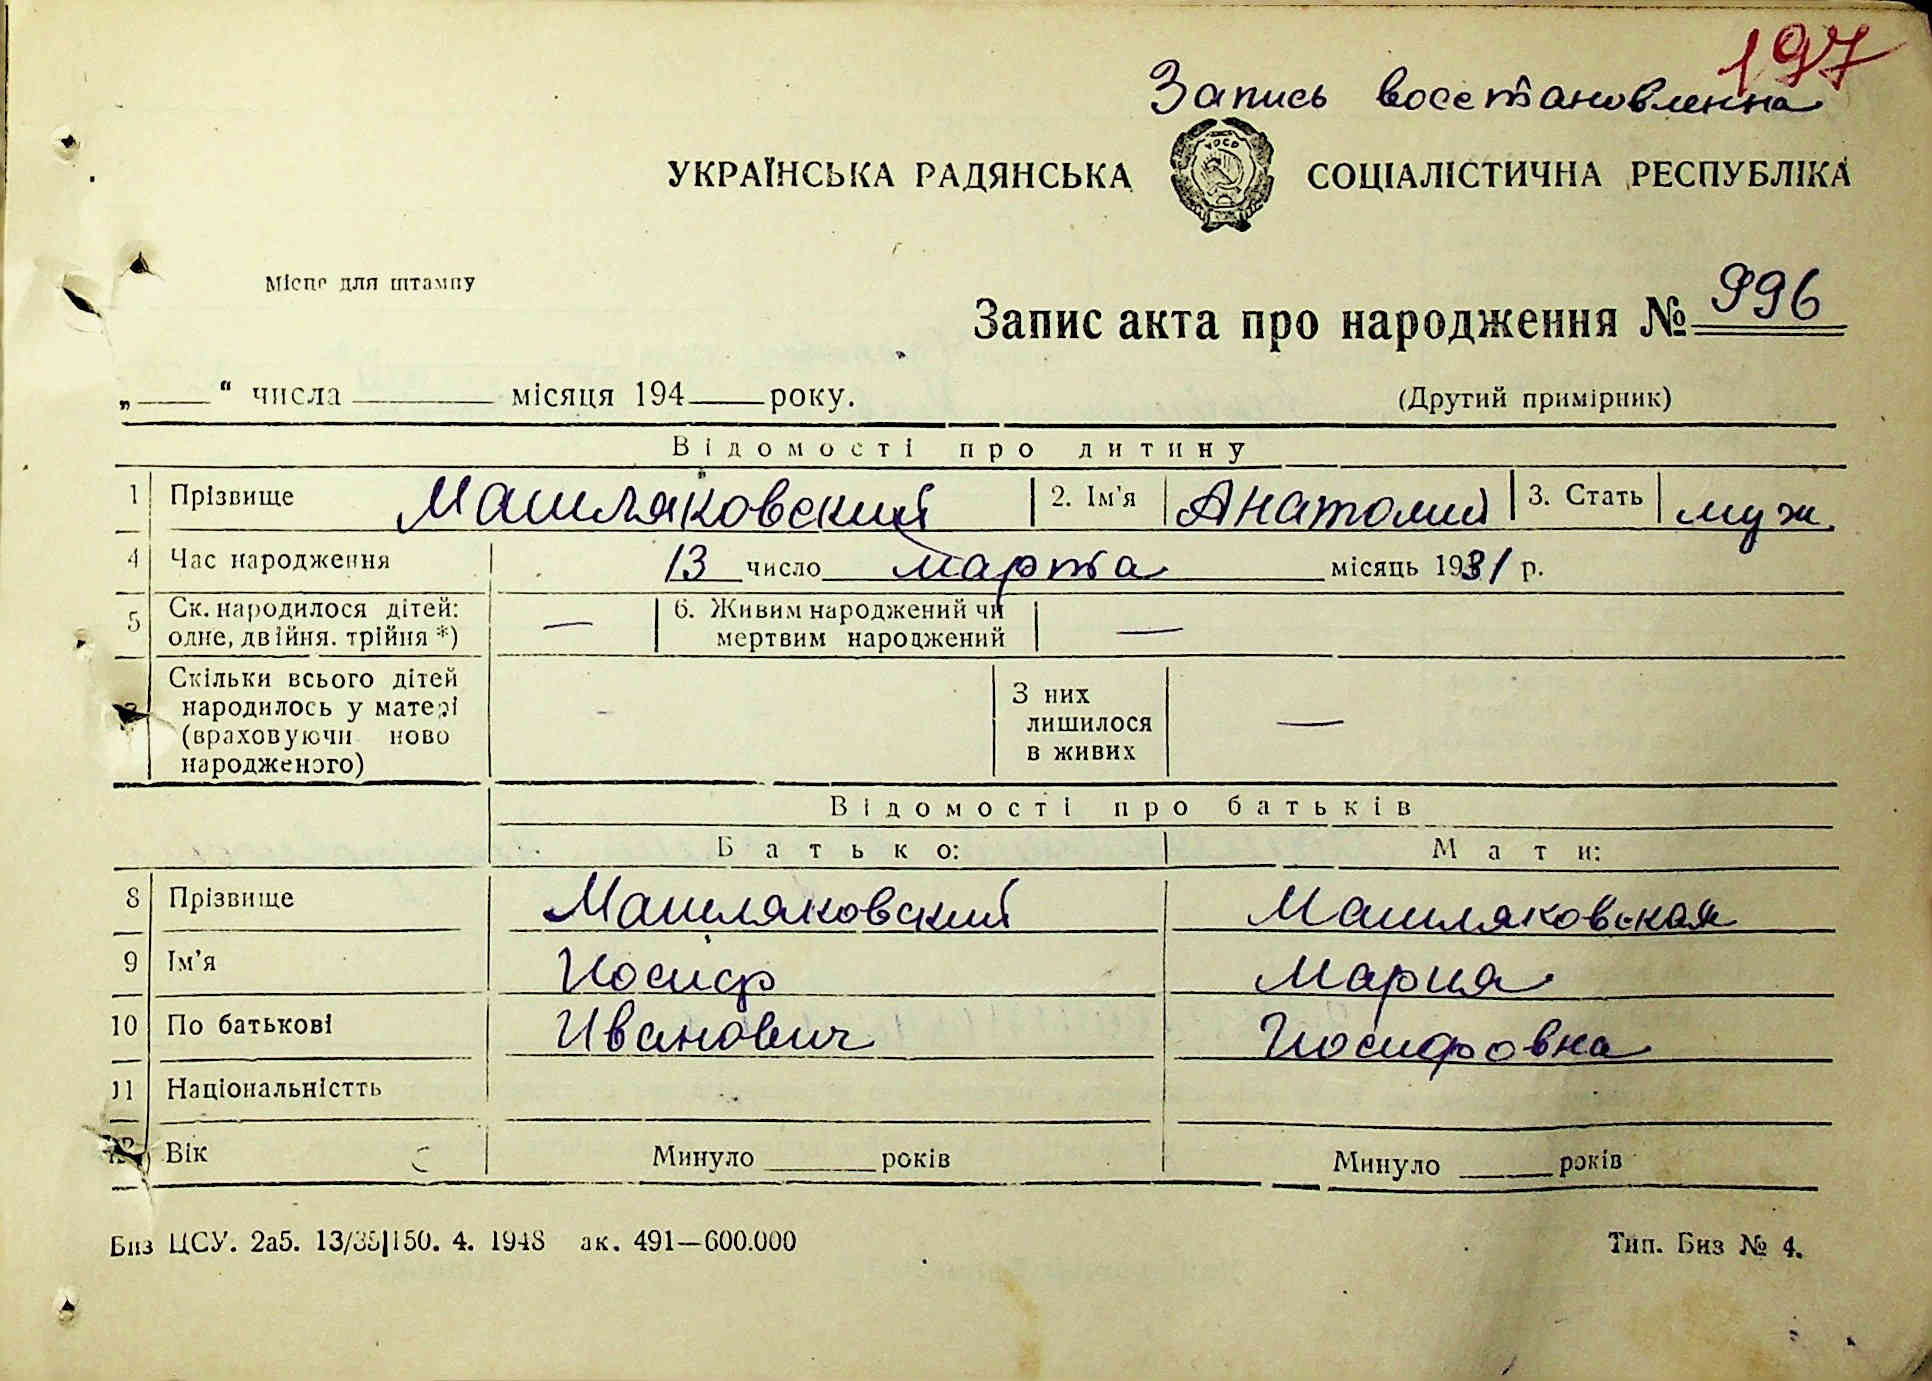 197
Запись восстановленна
УКРАЇНСЬКА РАДЯНСЬКА СОЦІАЛІСТИЧНА РЕСПУБЛІКА
Місце для штампу
Запис акта про народження № 996
„ “ числа місяця 194 року.
(Другий примірник)
Відомості про дитину
1 Прізвище Машляковский 2. Ім'я Анатолий 3. Стать муж.
4 Час народження 13 число марта місяць 1931 р.
5 Ск. народилося дітей: одне, двійня. трійня *) — 6. Живим народжений чи мертвим народжений —
Скільки всього дітей народилось у матері (враховуючи ново народженого) - З них лишилося в живих —
Відомості про батьків
Батько: Мати:
8 Прізвище Машляковский Машляковская
9 Ім'я Иосиф Мария
10 По батькові Иванович Иосифовна
11 Національністть
12 Вік Минуло років Минуло років
Биз ЦСУ. 2а5. 13/35|150. 4. 1948 ак. 491—600.000 Тип. Биз № 4.